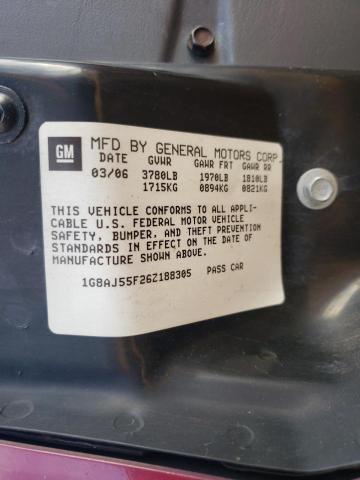 GM
MFD BY GENERAL MOTORS CORP.
DATE GVWR GAWR FRT GAWR RR
03/06 3780LB 1970LB 1810LB
1715KG 0894KG 0821KG
THIS VEHICLE CONFORMS TO ALL APPLI-
CABLE U.S. FEDERAL MOTOR VEHICLE
SAFETY, BUMPER, AND THEFT PREVENTION
STANDARDS IN EFFECT ON THE DATE OF
MANUFACTURE SHOWN ABOVE.
1G8AJ55F26Z188305 PASS CAR